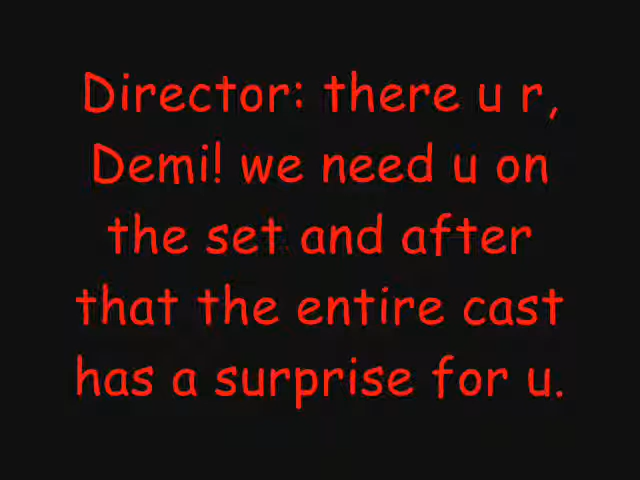 Director: there u r,
Demi! we need u on
the set and after
that the entire cast
has a surprise for u.